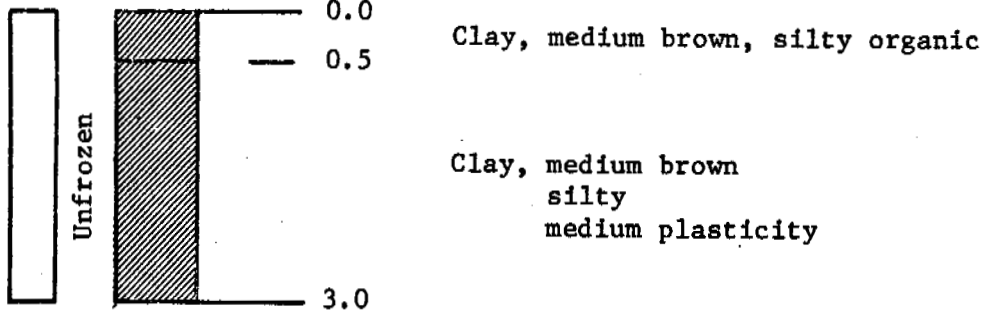 0.0
Clay, medium brown, silty organic
0.5
Unfrozen
Clay, medium brown
silty
medium plasticity
3.0